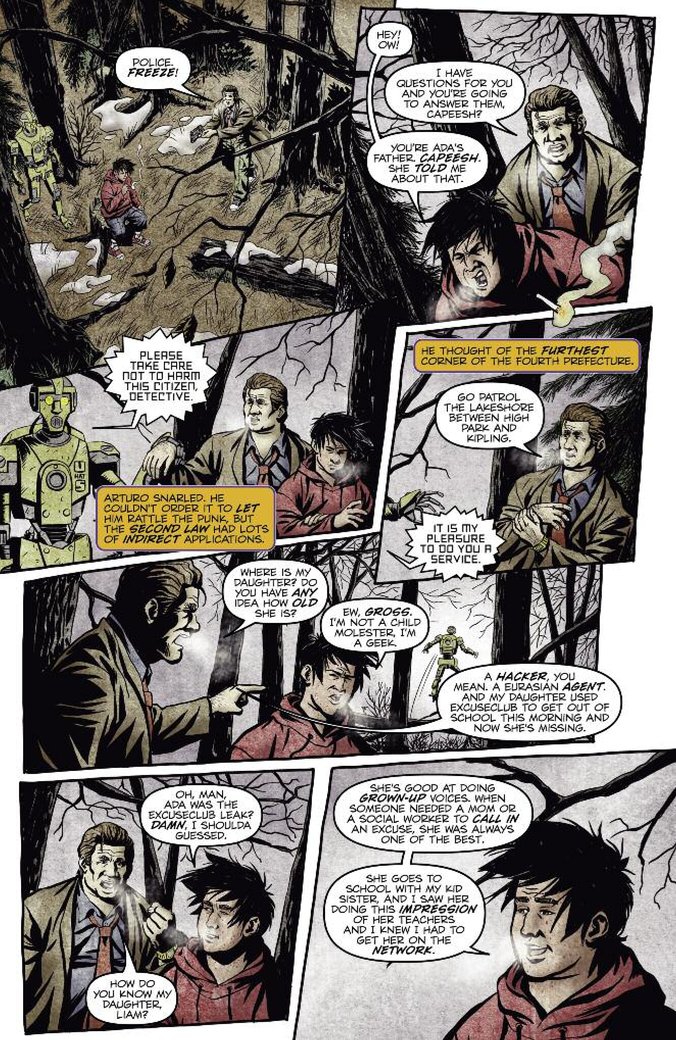 POLICE.
FREEZE!
HEY!
OW!
I HAVE
QUESTIONS FOR YOU
AND YOU'RE GOING
TO ANSWER THEM,
CAPEESH?
YOU'RE ADA'S
FATHER. CAPEESH.
SHE TOLD ME
ABOUT THAT.
PLEASE
TAKE CARE
NOT TO HARM
THIS CITIZEN,
DETECTIVE.
ARTURO SNARLED. HE
COULDN'T ORDER IT TO LET
HIM RATTLE THE PUNK, BUT
THE SECOND LAW HAD LOTS
OF INDIRECT APPLICATIONS.
HE THOUGHT OF THE FURTHEST
CORNER OF THE FOURTH PREFECTURE.
GO PATROL
THE LAKESHORE
BETWEEN HIGH
PARK AND
KIPLING.
IT IS MY
PLEASURE
TO DO YOU A
SERVICE.
WHERE IS MY
DAUGHTER? DO
YOU HAVE ANY
IDEA HOW OLD
SHE IS?
EW, GROSS.
I'M NOT A CHILD
MOLESTER, I'M
A GEEK.
A HACKER, YOU
MEAN. A EURASIAN AGENT.
AND MY DAUGHTER USED
EXCUSECLUB TO GET OUT OF
SCHOOL THIS MORNING AND
NOW SHE'S MISSING.
OH, MAN,
ADA WAS THE
EXCUSECLUB LEAK?
DAMN, I SHOULDA
GUESSED.
HOW DO
YOU KNOW MY
DAUGHTER,
LIAM?
SHE'S GOOD AT DOING
GROWN-UP VOICES. WHEN
SOMEONE NEEDED A MOM OR
A SOCIAL WORKER TO CALL IN
AN EXCUSE, SHE WAS ALWAYS
ONE OF THE BEST.
SHE GOES TO
SCHOOL WITH MY KID
SISTER, AND I SAW HER
DOING THIS IMPRESSION
OF HER TEACHERS
AND I KNEW I HAD TO
GET HER ON THE
NETWORK.